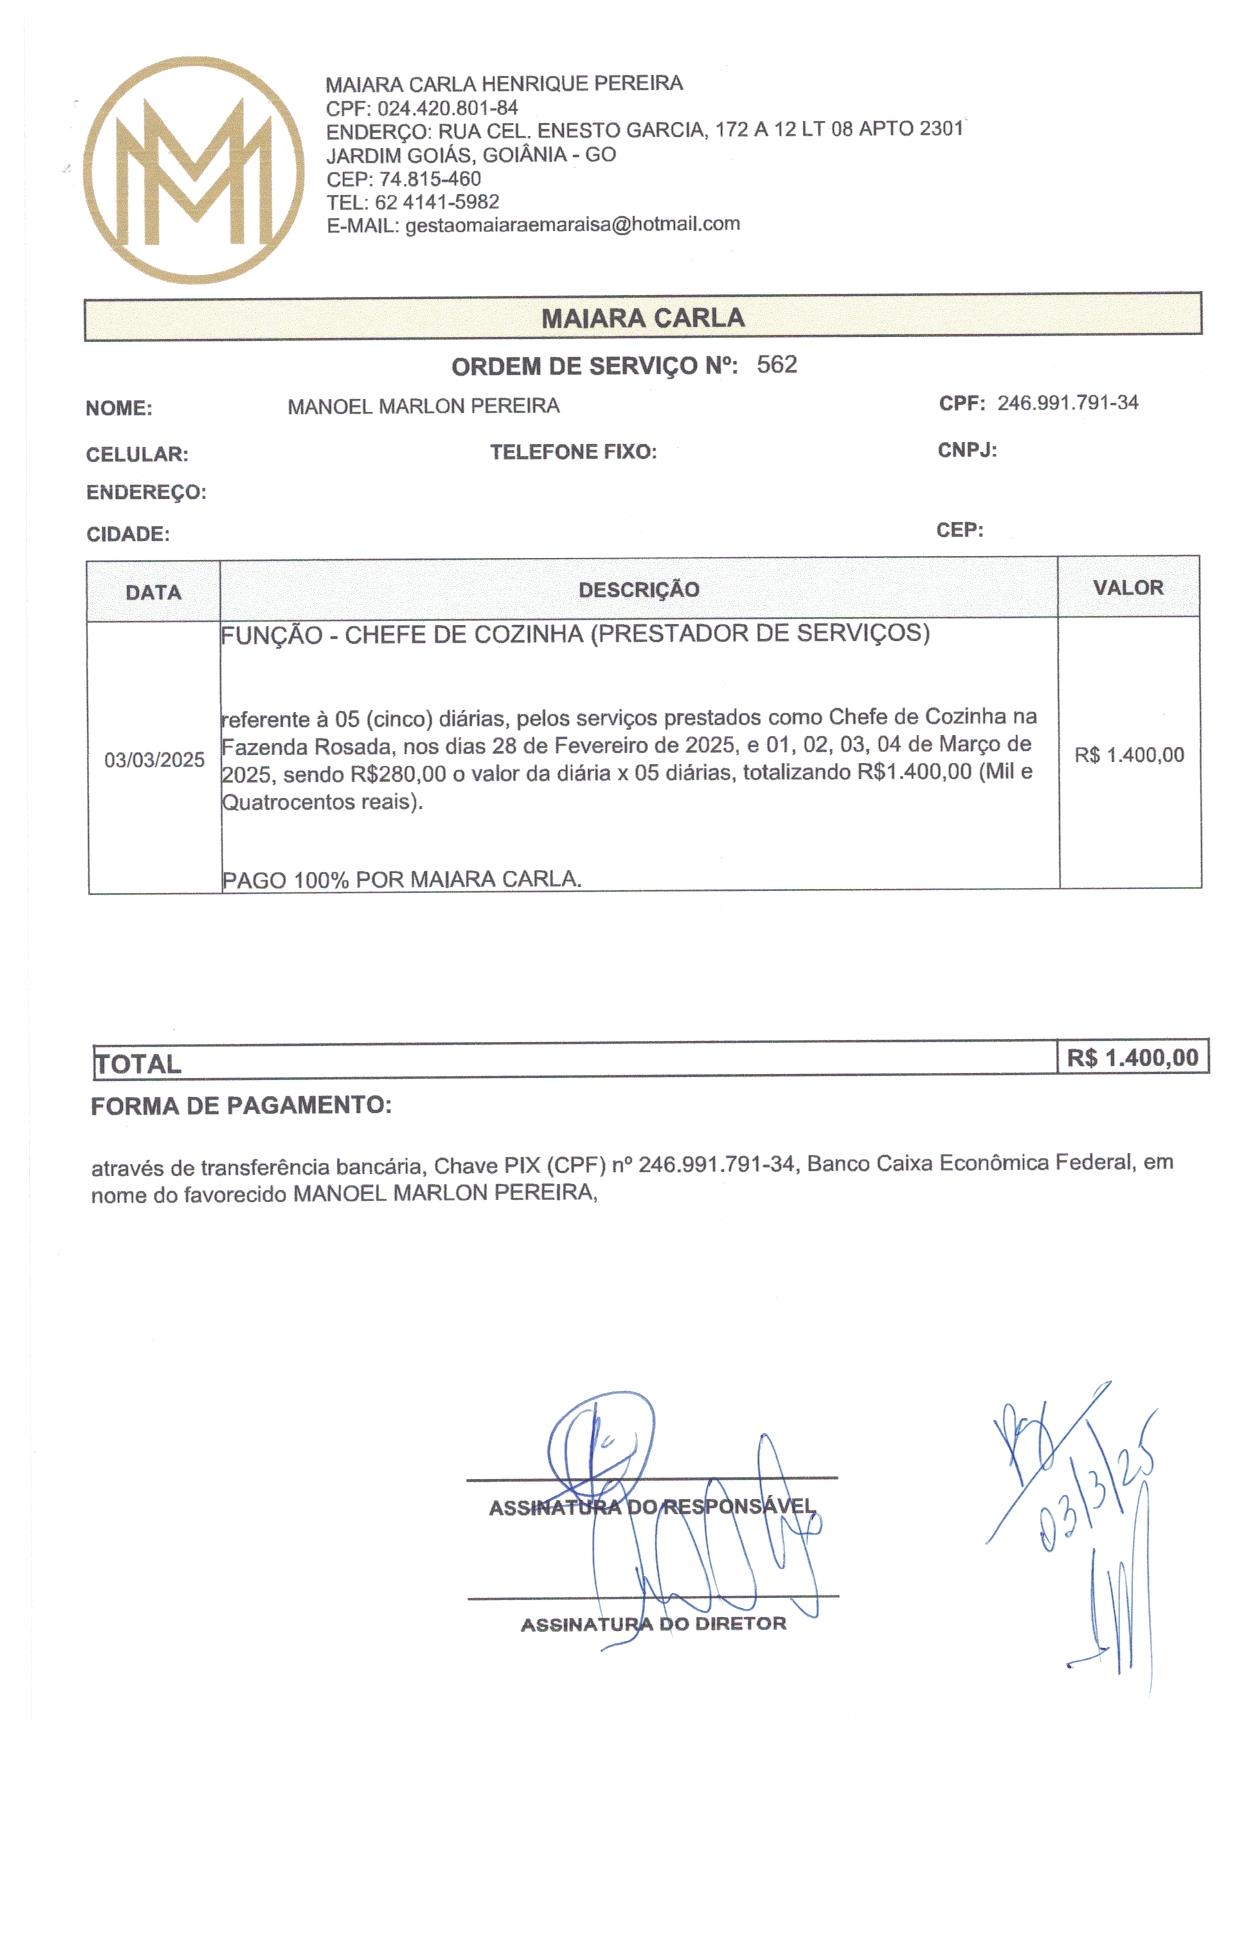 MAIARA CARLA HENRIQUE PEREIRA
CPF: 024.420.801-84
ENDERÇO: RUA CEL. ENESTO GARCIA, 172 A 12 LT 08 APTO 2301
JARDIM GOIÁS, GOIÂNIA - GO
CEP: 74.815-460
TEL: 62 4141-5982
E-MAIL: gestaomaiaraemaraisa@hotmail.com
MAIARA CARLA
ORDEM DE SERVIÇO Nº: 562
NOME: MANOEL MARLON PEREIRA CPF: 246.991.791-34
CELULAR: TELEFONE FIXO: CNPJ:
ENDEREÇO:
CIDADE: CEP:
DATA DESCRIÇÃO VALOR
FUNÇÃO - CHEFE DE COZINHA (PRESTADOR DE SERVIÇOS)
referente à 05 (cinco) diárias, pelos serviços prestados como Chefe de Cozinha na
Fazenda Rosada, nos dias 28 de Fevereiro de 2025, e 01, 02, 03, 04 de Março de
03/03/2025 R$ 1.400,00
2025, sendo R$280,00 o valor da diária x 05 diárias, totalizando R$1.400,00 (Mil e
Quatrocentos reais).
PAGO 100% POR MAIARA CARLA.
TOTAL R$ 1.400,00
FORMA DE PAGAMENTO:
através de transferência bancária, Chave PIX (CPF) nº 246.991.791-34, Banco Caixa Econômica Federal, em
nome do favorecido MANOEL MARLON PEREIRA,
ASSINATURA DO RESPONSÁVEL
03/3/25
ASSINATURA DO DIRETOR